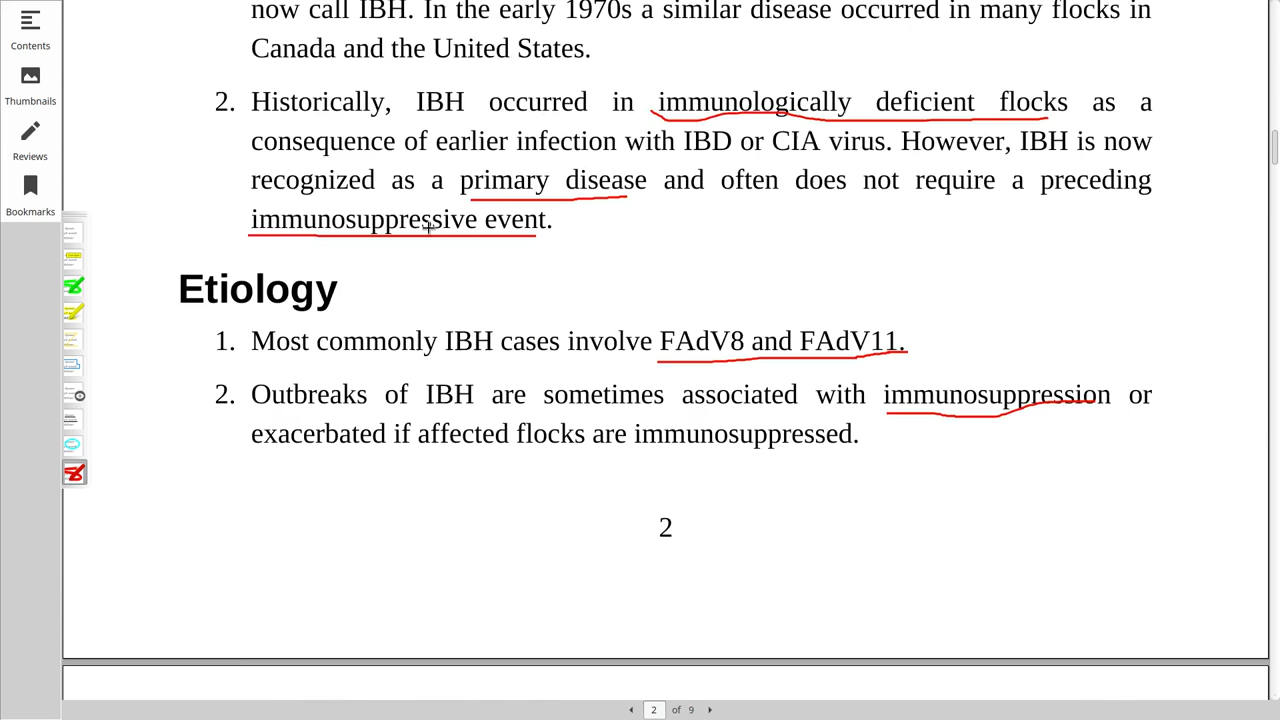 Contents
Thumbnails
Reviews
Bookmarks
now call IBH. In the early 1970s a similar disease occurred in many flocks in
Canada and the United States.
2. Historically, IBH occurred in immunologically deficient flocks as a
consequence of earlier infection with IBD or CIA virus. However, IBH is now
recognized as a primary disease and often does not require a preceding
immunosuppressive event.
Etiology
1. Most commonly IBH cases involve FAdV8 and FAdV11.
2. Outbreaks of IBH are sometimes associated with immunosuppression or
exacerbated if affected flocks are immunosuppressed.
2
2 of 9